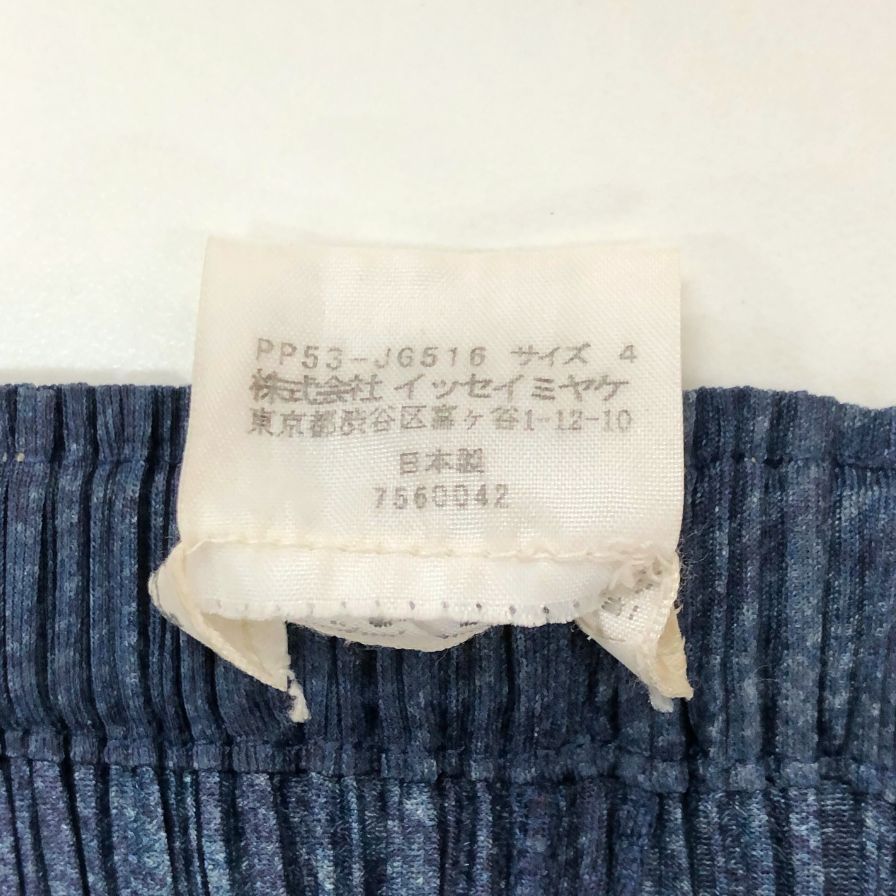 PP53-JG516 サイズ 4
株式会社 イッセイミヤケ
東京都渋谷区富ヶ谷1-12-10
日本製
7560042